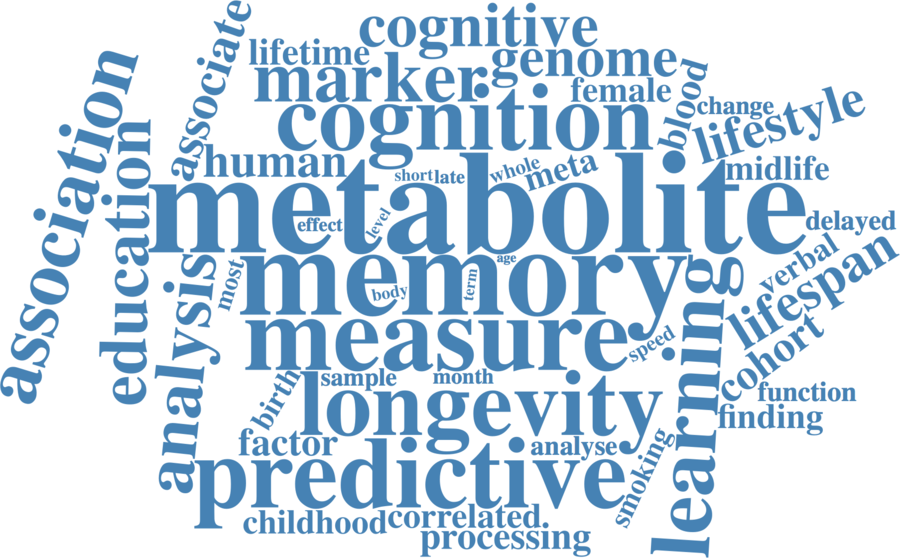 cognitive
associate
lifetime
genome
marker
female
blood
association
cognition
change
lifestyle
education
human
short
late
whole
meta
midlife
metabolite
effect
level
delayed
analysis
most
memory
age
body
term
verbal
lifespan
measure
speed
learning
cohort
birth
sample
month
longevity
function
finding
factor
analyse
predictive
smoking
childhood
correlated.
processing